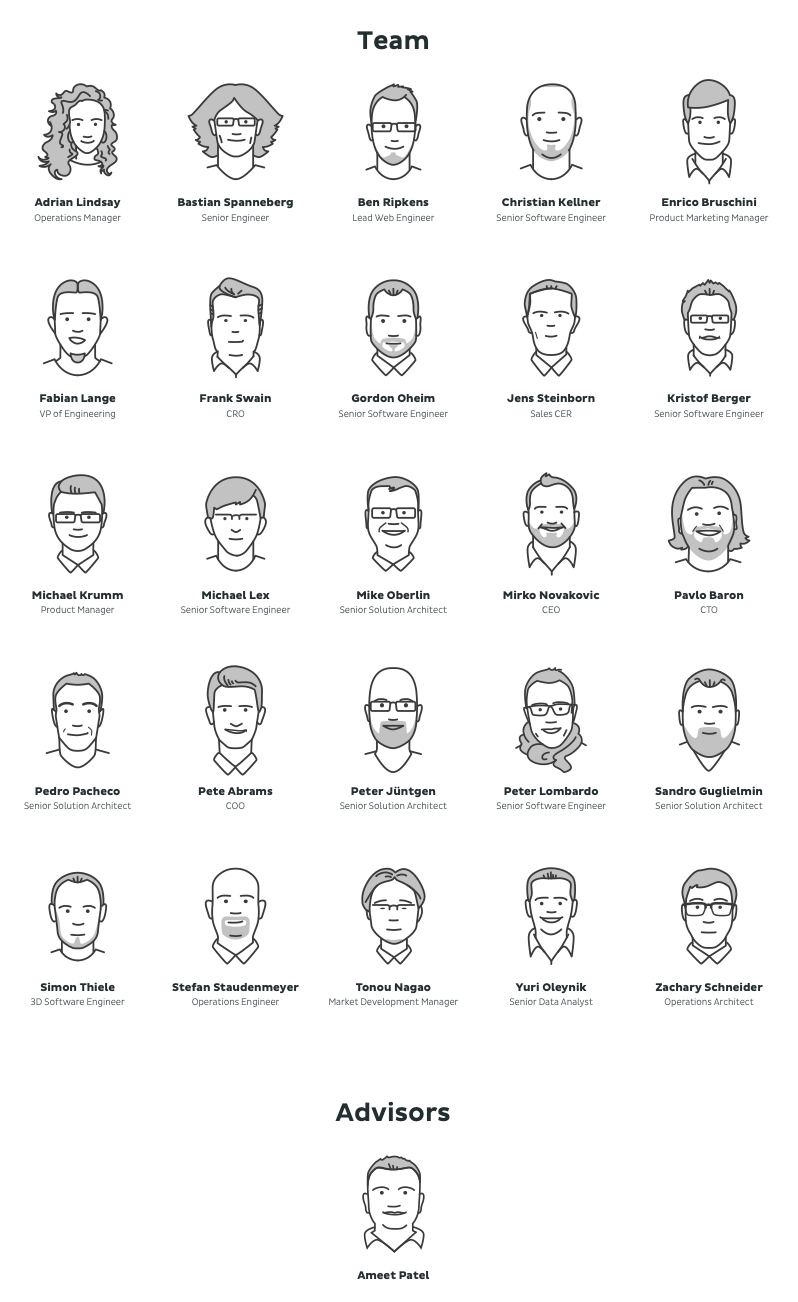 Team
Adrian Lindsay
Operations Manager
Bastian Spanneberg
Senior Engineer
Ben Ripkens
Lead Web Engineer
Christian Kellner
Senior Software Engineer
Enrico Bruschini
Product Marketing Manager
Fabian Lange
VP of Engineering
Frank Swain
CRO
Gordon Oheim
Senior Software Engineer
Jens Steinborn
Sales CER
Kristof Berger
Senior Software Engineer
Michael Krumm
Product Manager
Michael Lex
Senior Software Engineer
Mike Oberlin
Senior Solution Architect
Mirko Novakovic
CEO
Pavlo Baron
CTO
Pedro Pacheco
Senior Solution Architect
Pete Abrams
COO
Peter Jüntgen
Senior Solution Architect
Peter Lombardo
Senior Software Engineer
Sandro Guglielmin
Senior Solution Architect
Simon Thiele
3D Software Engineer
Stefan Staudenmeyer
Operations Engineer
Tonou Nagao
Market Development Manager
Yuri Oleynik
Senior Data Analyst
Zachary Schneider
Operations Architect
Advisors
Ameet Patel